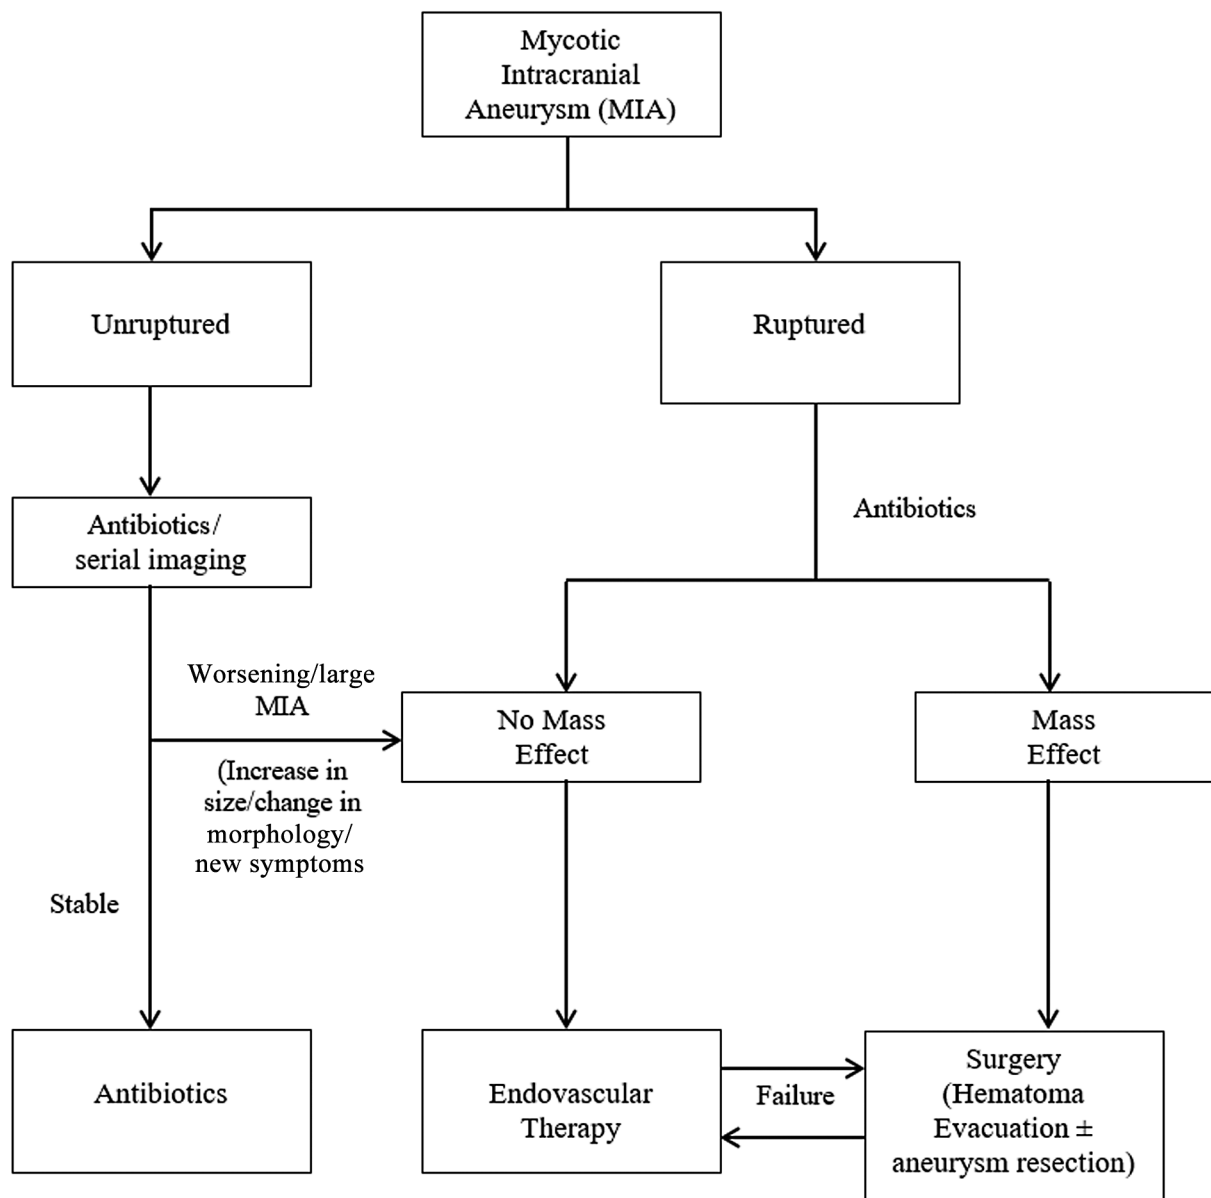 Mycotic
Intracranial
Aneurysm (MIA)
Unruptured
Ruptured
Antibiotics/
serial imaging
Antibiotics
Worsening/large
MIA
(Increase in
size/change in
morphology/
new symptoms
No Mass
Effect
Mass
Effect
Stable
Antibiotics
Endovascular
Therapy
Failure
Surgery
(Hematoma
Evacuation ±
aneurysm resection)